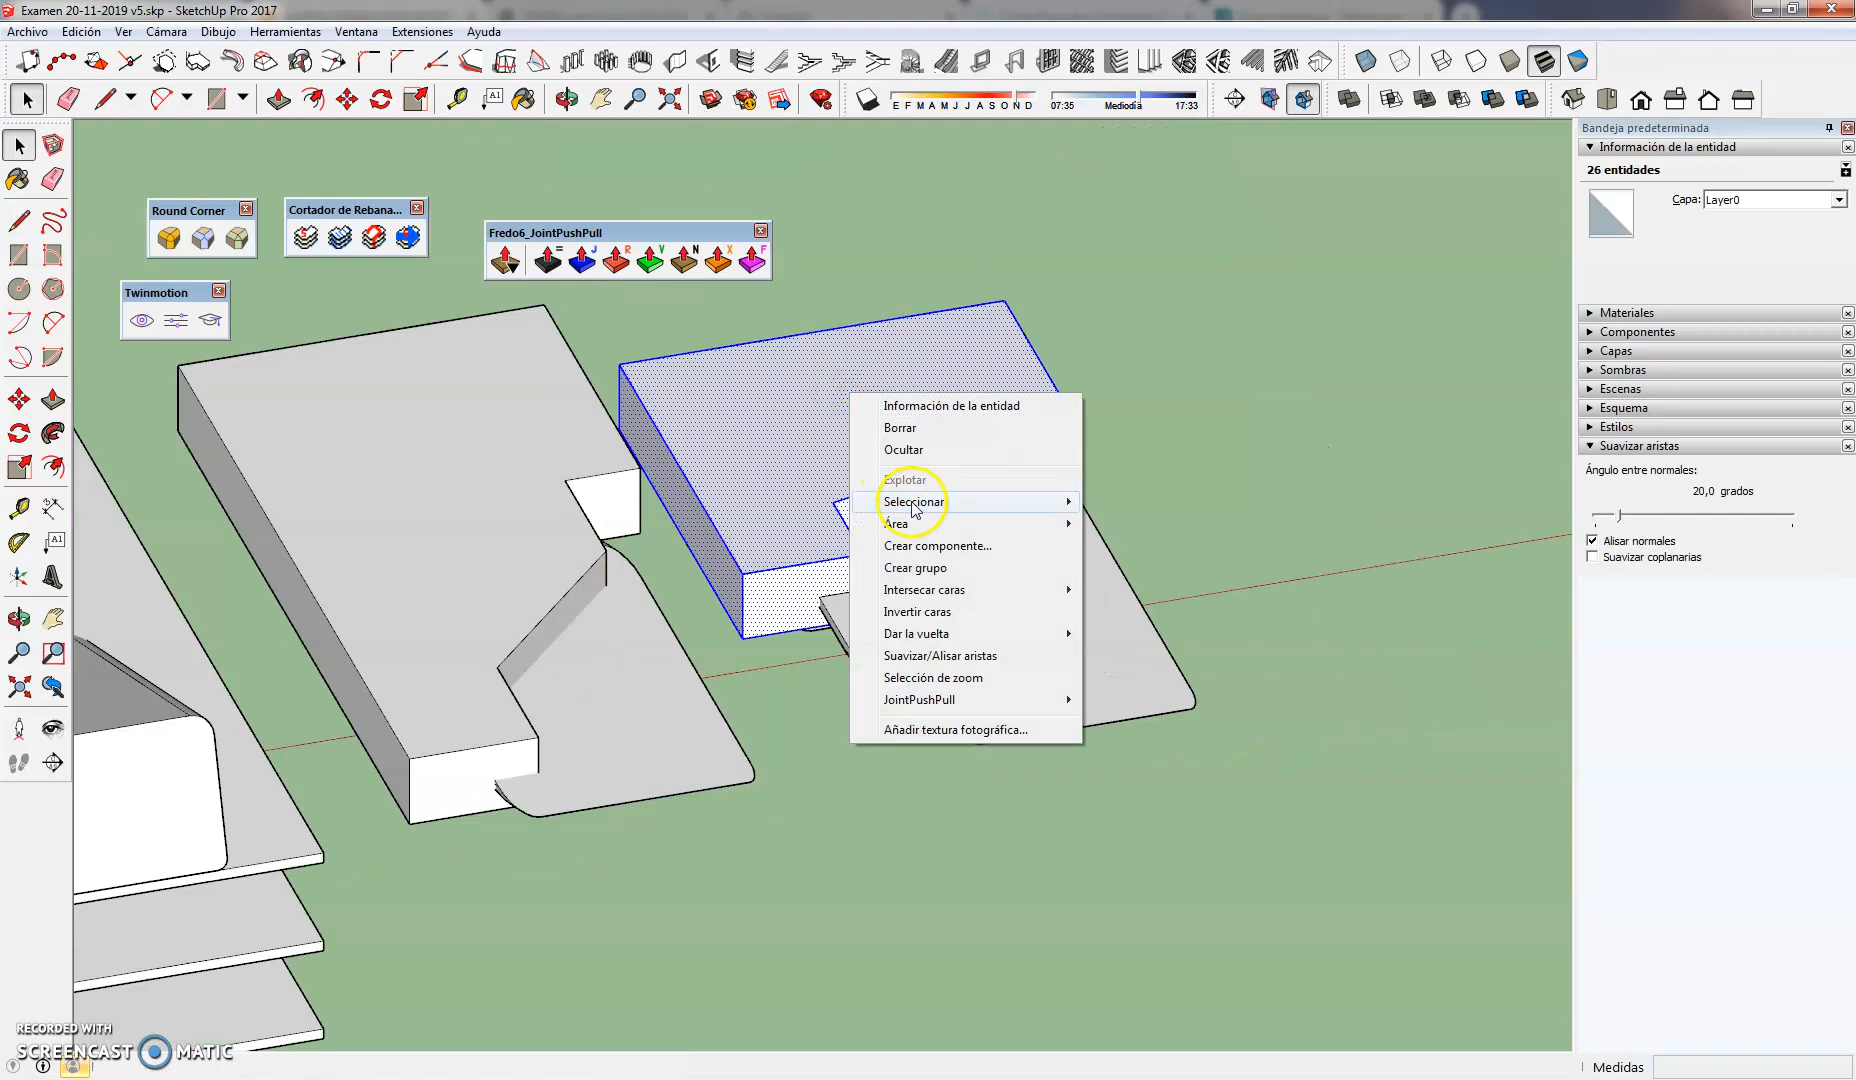 Examen 20-11-2019 v5.skp - SketchUp Pro 2017
Archivo Edición Ver Cámara Dibujo Herramientas Ventana Extensiones Ayuda
A1
E F M A M J J A S O N D
07:35 Mediodía 17:33
Bandeja predeterminada
Información de la entidad
26 entidades
Capa: Layer0
Materiales
Componentes
Capas
Sombras
Escenas
Esquema
Estilos
Suavizar aristas
Ángulo entre normales:
20,0 grados
Alisar normales
Suavizar coplanarias
Round Corner
Cortador de Rebana...
Fredo6_JointPushPull
= J R V N X F
Twinmotion
A1
Información de la entidad
Borrar
Ocultar
Explotar
Seleccionar
Área
Crear componente...
Crear grupo
Intersecar caras
Invertir caras
Dar la vuelta
Suavizar/Alisar aristas
Selección de zoom
JointPushPull
Añadir textura fotográfica...
RECORDED WITH
SCREENCAST MATIC
Medidas